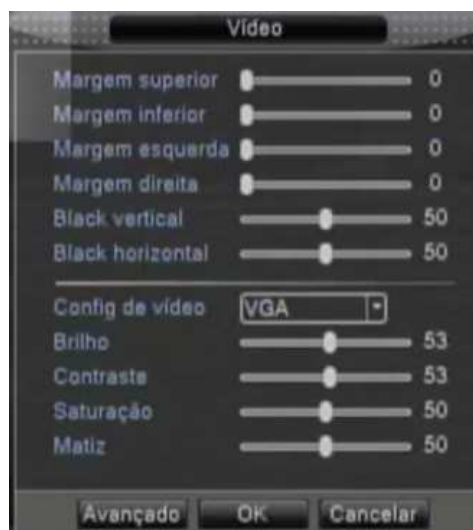 Vídeo
Margem superior 0
Margem inferior 0
Margem esquerda 0
Margem direita 0
Black vertical 50
Black horizontal 50
Config de vídeo VGA
Brilho 53
Contraste 53
Saturação 50
Matiz 50
Avançado OK Cancelar